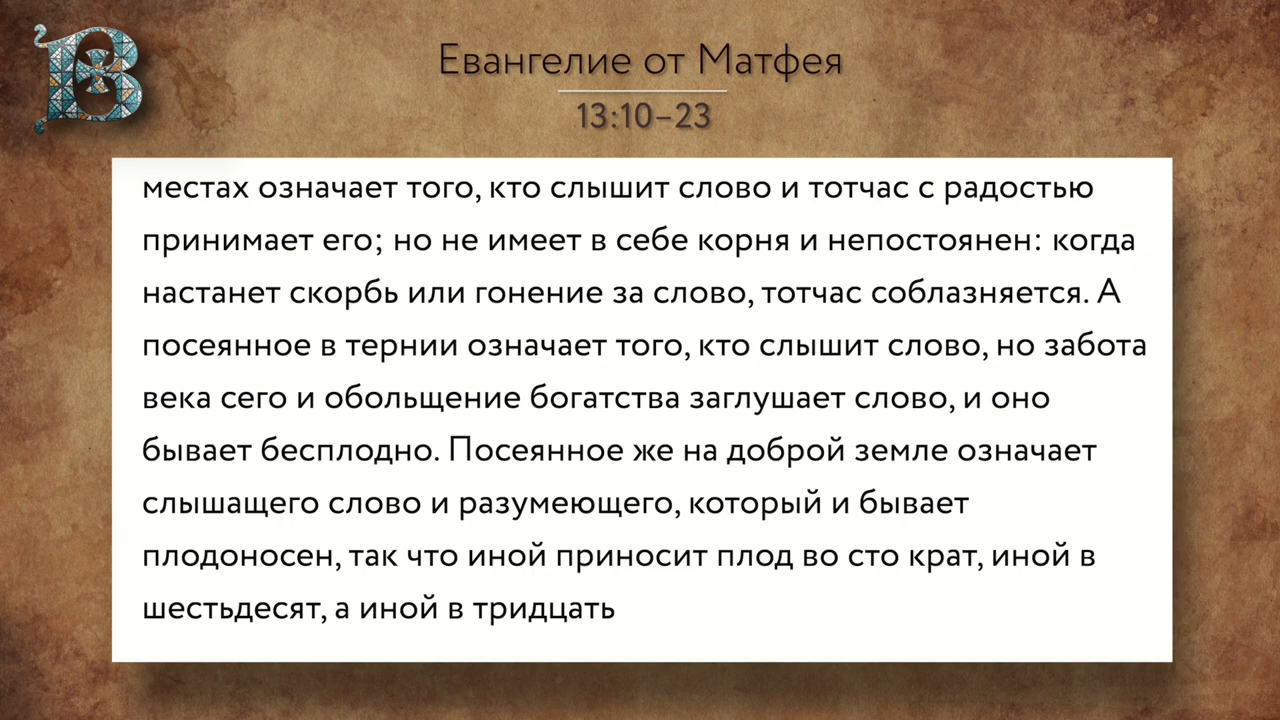 В
Евангелие от Матфея
13:10–23
местах означает того, кто слышит слово и тотчас с радостью
принимает его; но не имеет в себе корня и непостоянен: когда
настанет скорбь или гонение за слово, тотчас соблазняется. А
посеянное в тернии означает того, кто слышит слово, но забота
века сего и обольщение богатства заглушает слово, и оно
бывает бесплодно. Посеянное же на доброй земле означает
слышащего слово и разумеющего, который и бывает
плодоносен, так что иной приносит плод во сто крат, иной в
шестьдесят, а иной в тридцать